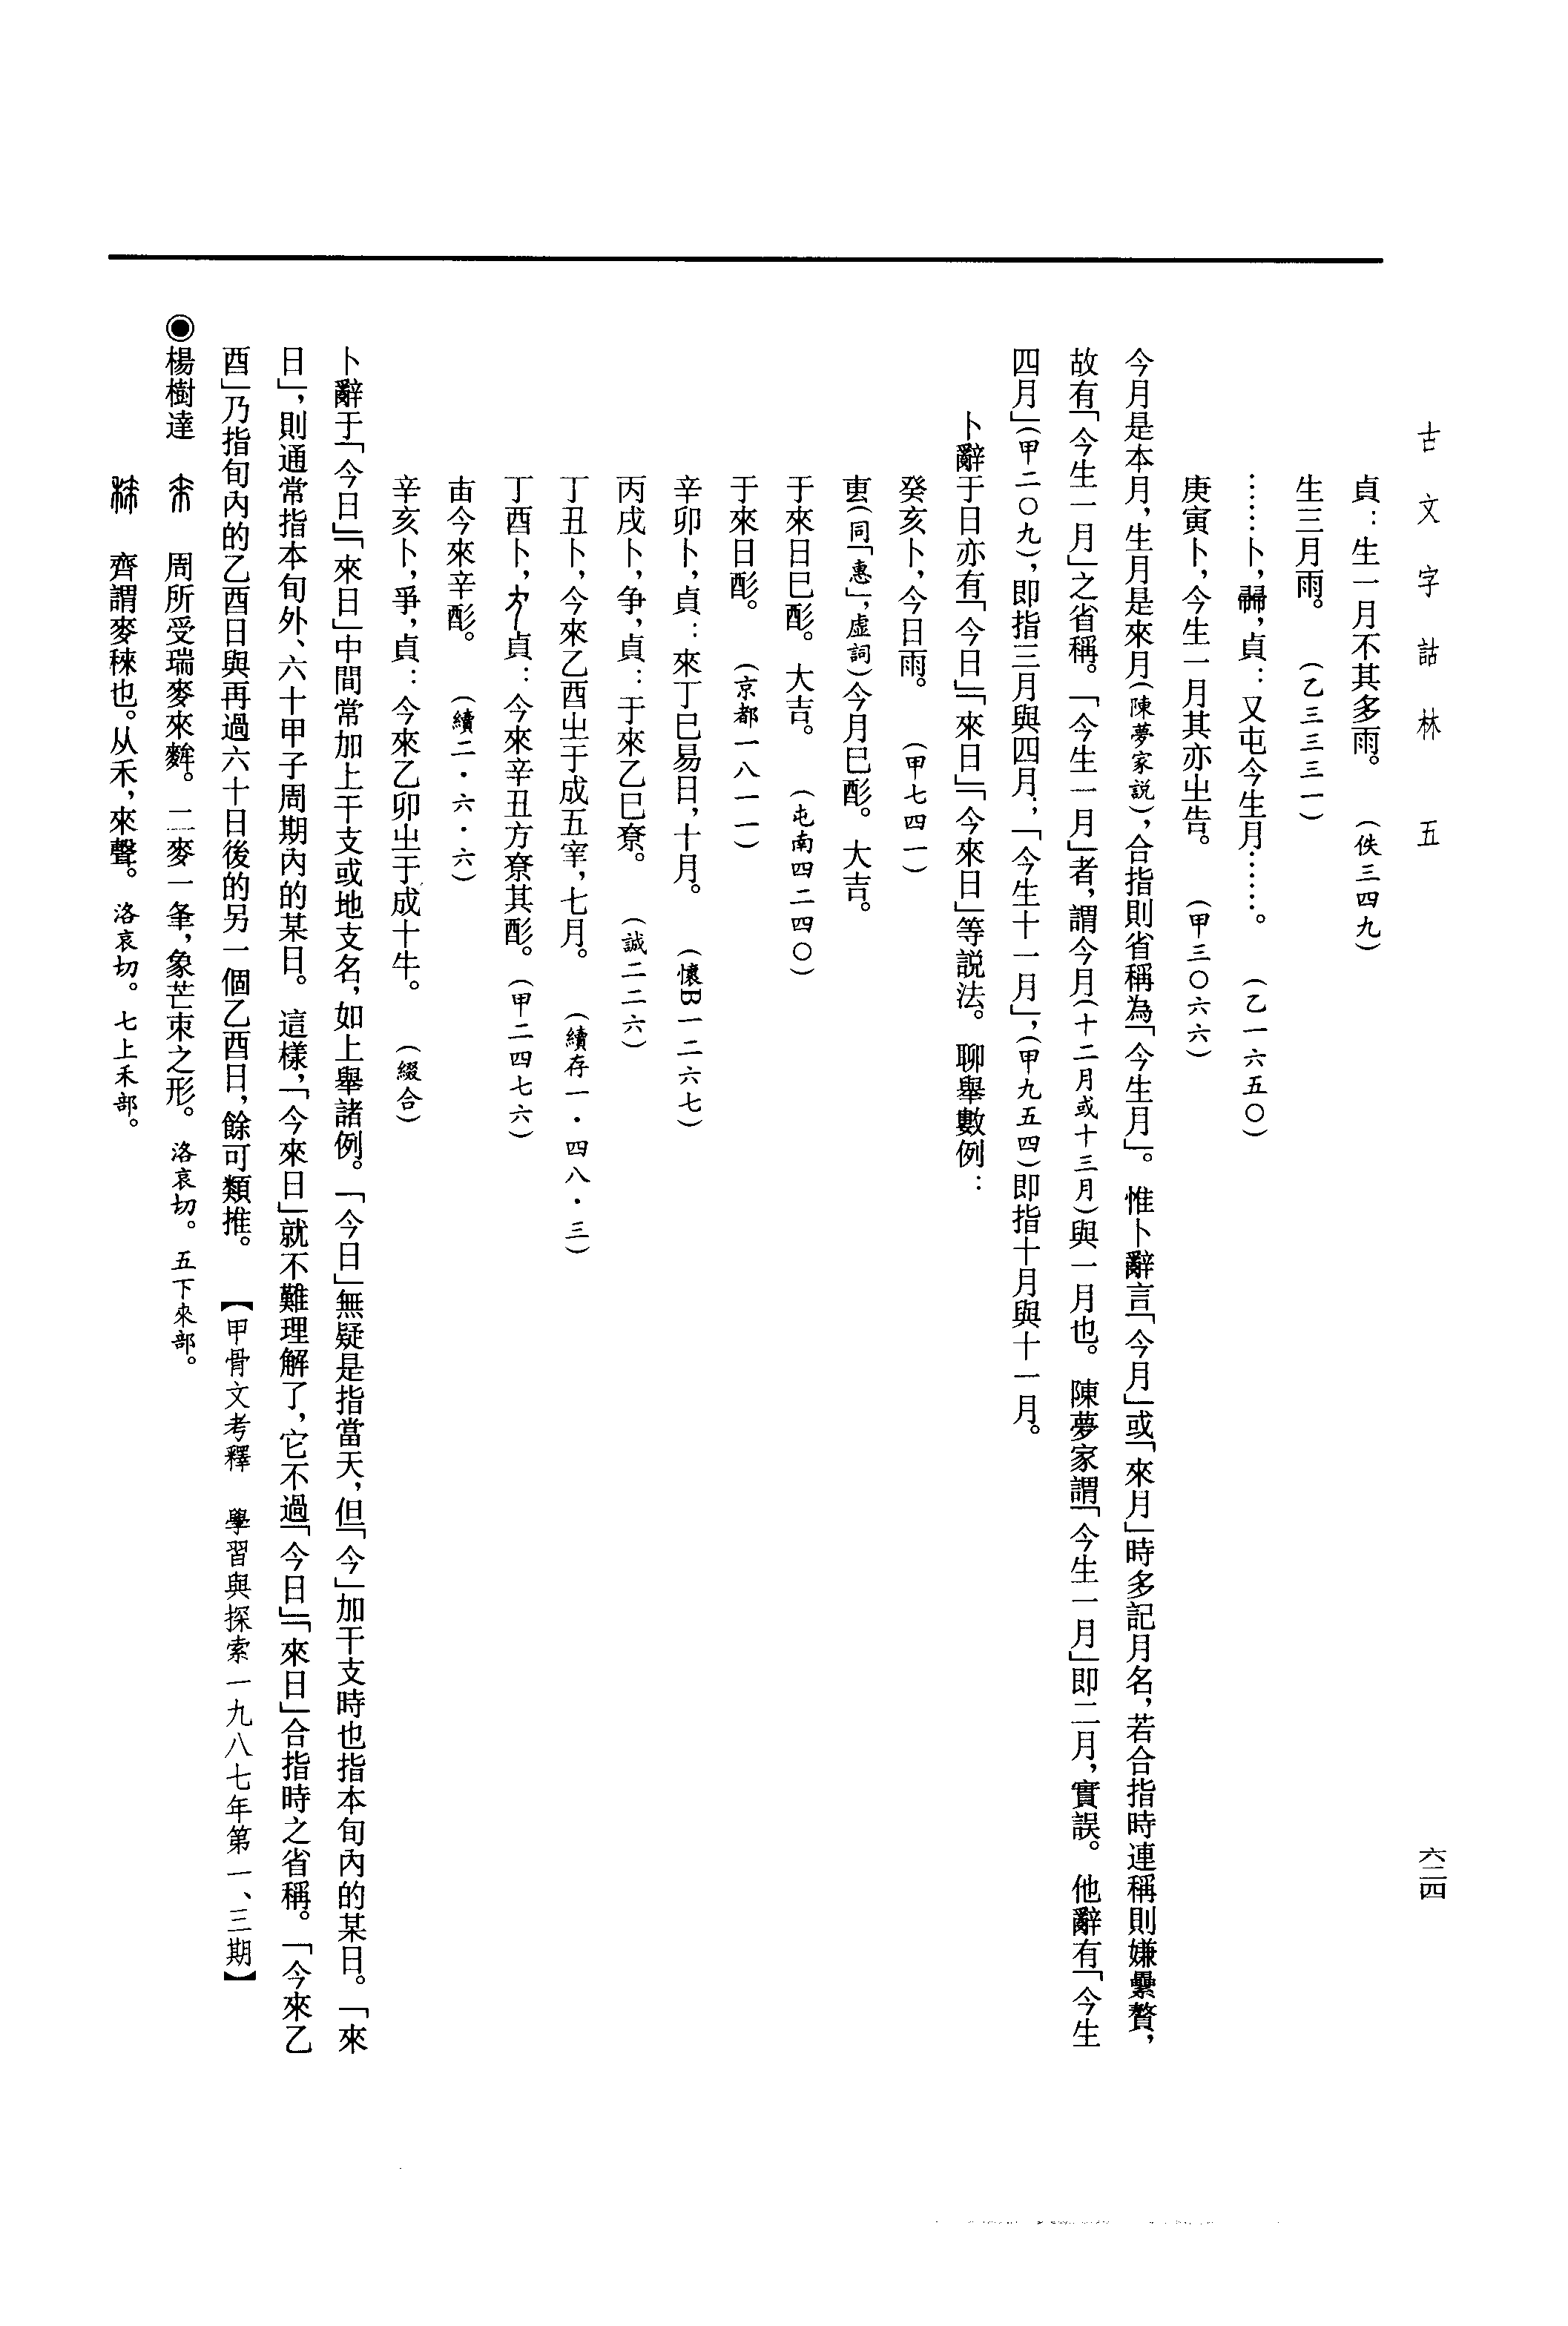 古文字詁林 五
六二四
貞：生一月不其多雨。（佚三四九）
生三月雨。（乙三三三一）
……卜，，貞：又屯今生月……。（乙一六五〇）
庚寅卜，今生一月其亦㞢告。（甲三〇六六）
今月是本月，生月是來月（陳夢家説），合指則省稱為「今生月」。惟卜辭言「今月」或「來月」時多記月名，若合指時連稱則嫌纍贅，
故有「今生一月」之省稱。「今生一月」者，謂今月（十二月或十三月）與一月也。陳夢家謂「今生一月」即二月，實誤。他辭有「今生
四月」（甲二〇九），即指三月與四月；「今生十一月」，（甲九五四）即指十月與十一月。
卜辭于日亦有「今日」「來日」「今來日」等説法。聊舉數例：
癸亥卜，今日雨。（甲七四一）
叀（同「惠」，虛詞）今月巳酻。大吉。
于來日巳酻。大吉。（屯南四二四〇）
于來日酻。（京都一八一一）
辛卯卜，貞：來丁巳易日，十月。（懷B一二六七）
丙戌卜，争，貞：于來乙巳尞。（誠二二六）
丁丑卜，今來乙酉㞢于成五宰，七月。（續存一·四八·三）
丁酉卜，貞：今來辛丑方尞其酻。（甲二四七六）
甶今來辛酻。（續二·六·六）
辛亥卜，爭，貞：今來乙卯㞢于成十牛。（綴合）
卜辭于「今日」「來日」中間常加上干支或地支名，如上舉諸例。「今日」無疑是指當天，但「今」加干支時也指本旬內的某日。「來
日」，則通常指本旬外、六十甲子周期內的某日。這樣，「今來日」就不難理解了，它不過「今日」「來日」合指時之省稱。「今來乙
酉」乃指旬內的乙酉日與再過六十日後的另一個乙酉日，餘可類推。【甲骨文考釋 學習與探索一九八七年第一、三期】
◉楊樹達 來 周所受瑞麥來麰。二麥一夆，象芒朿之形。洛哀切。五下來部。
䅘 齊謂麥䅘也。从禾，來聲。洛哀切。七上禾部。